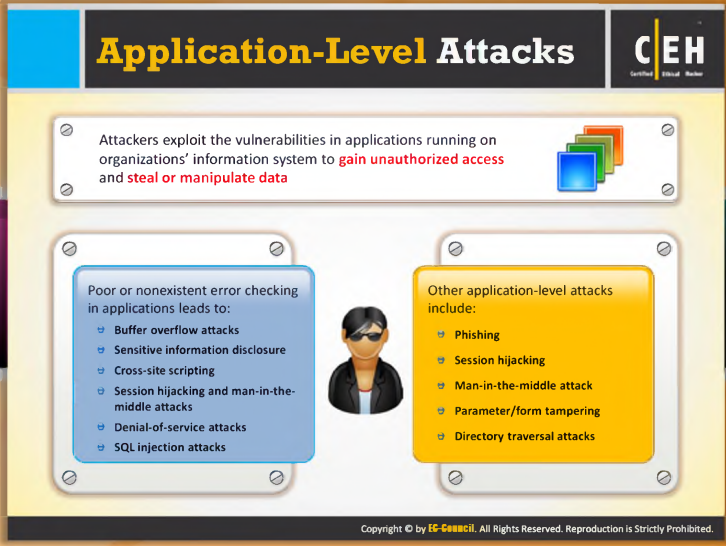 Application-Level Attacks
C|EH
Certified Ethical Hacker
Attackers exploit the vulnerabilities in applications running on
organizations' information system to gain unauthorized access
and steal or manipulate data
Poor or nonexistent error checking
in applications leads to:
Buffer overflow attacks
Sensitive information disclosure
Cross-site scripting
Session hijacking and man-in-the-
middle attacks
Denial-of-service attacks
SQL injection attacks
Other application-level attacks
include:
Phishing
Session hijacking
Man-in-the-middle attack
Parameter/form tampering
Directory traversal attacks
Copyright © by EC-Council. All Rights Reserved. Reproduction is Strictly Prohibited.